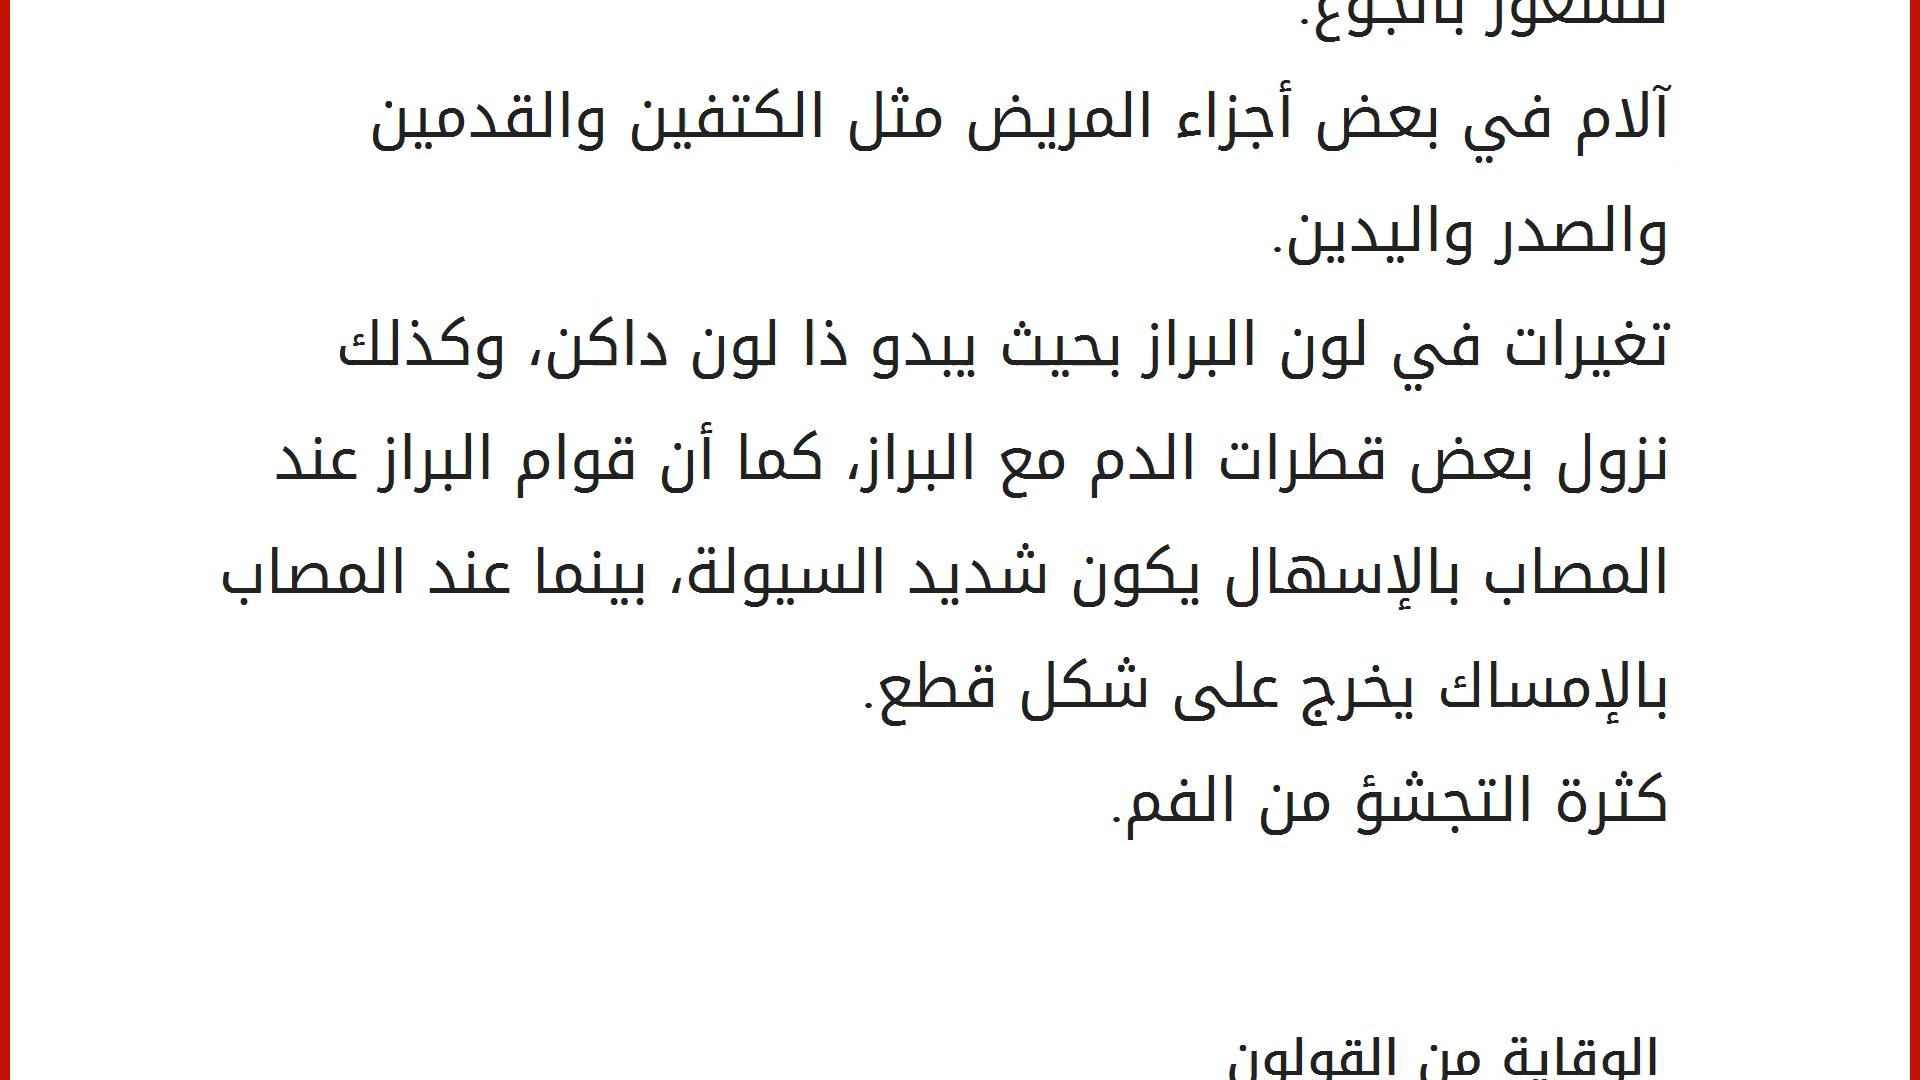 للشعور بالجوع.
آلام في بعض أجزاء المريض مثل الكتفين والقدمين
والصدر واليدين.
تغيرات في لون البراز بحيث يبدو ذا لون داكن، وكذلك
نزول بعض قطرات الدم مع البراز، كما أن قوام البراز عند
المصاب بالإسهال يكون شديد السيولة، بينما عند المصاب
بالإمساك يخرج على شكل قطع.
كثرة التجشؤ من الفم.
الوقاية من القولون